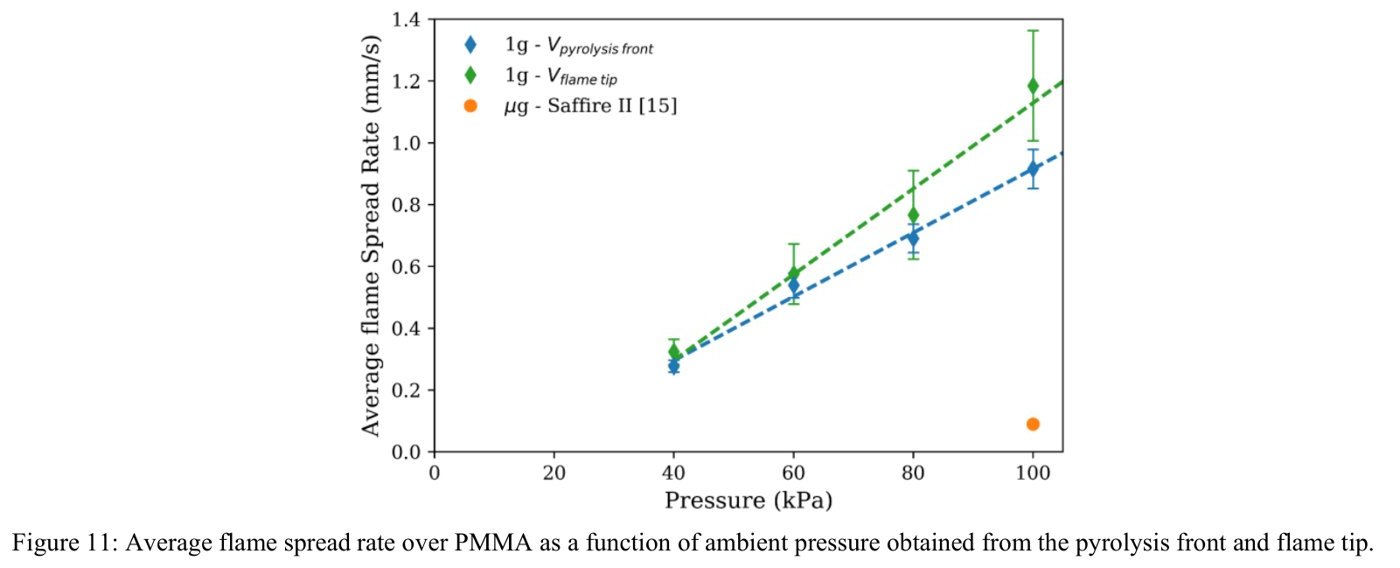 1.4
1.2
1.0
0.8
0.6
0.4
0.2
0.0
Average flame Spread Rate (mm/s)
1g - V_pyrolysis front
1g - V_flame tip
μg - Saffire II [15]
0 20 40 60 80 100
Pressure (kPa)
Figure 11: Average flame spread rate over PMMA as a function of ambient pressure obtained from the pyrolysis front and flame tip.